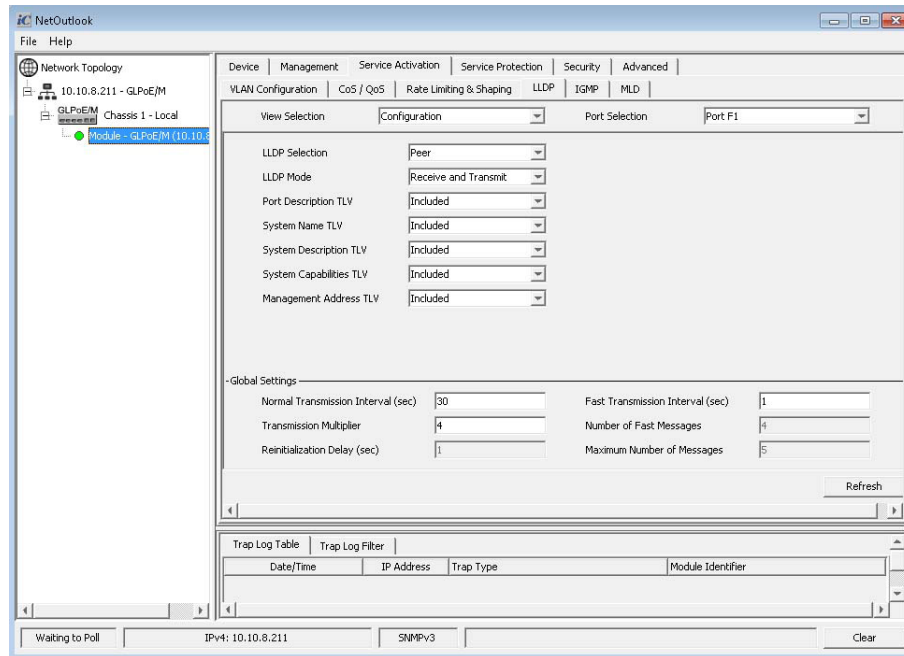 iC NetOutlook
File Help
Network Topology
10.10.8.211 - GLPoE/M
GLPoE/M Chassis 1 - Local
Module - GLPoE/M (10.10.8
Device Management Service Activation Service Protection Security Advanced
VLAN Configuration CoS / QoS Rate Limiting & Shaping LLDP IGMP MLD
View Selection Configuration Port Selection Port F1
LLDP Selection Peer
LLDP Mode Receive and Transmit
Port Description TLV Included
System Name TLV Included
System Description TLV Included
System Capabilities TLV Included
Management Address TLV Included
Global Settings
Normal Transmission Interval (sec) 30 Fast Transmission Interval (sec) 1
Transmission Multiplier 4 Number of Fast Messages 4
Reinitialization Delay (sec) 1 Maximum Number of Messages 5
Refresh
Trap Log Table Trap Log Filter
Date/Time IP Address Trap Type Module Identifier
Waiting to Poll IPv4: 10.10.8.211 SNMPv3 Clear